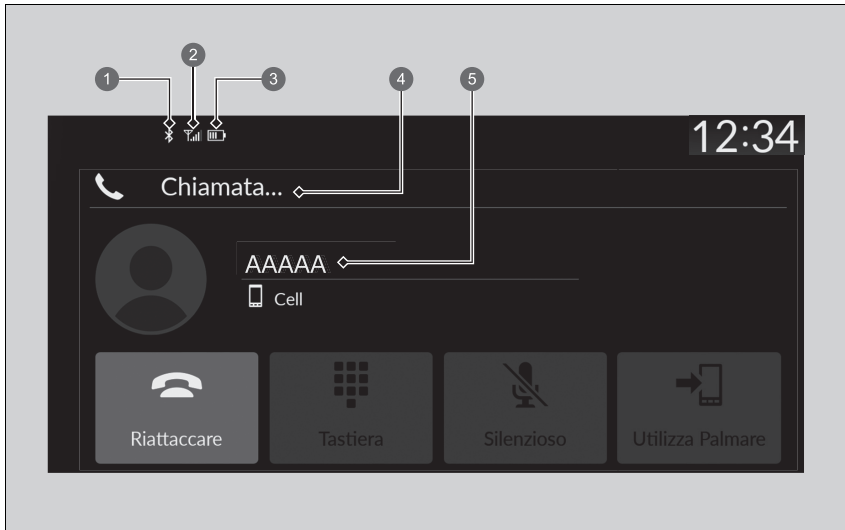 2
1
3
4
5
12:34
Chiamata...
AAAAA
Cell
Riattaccare
Tastiera
Silenzioso
Utilizza Palmare